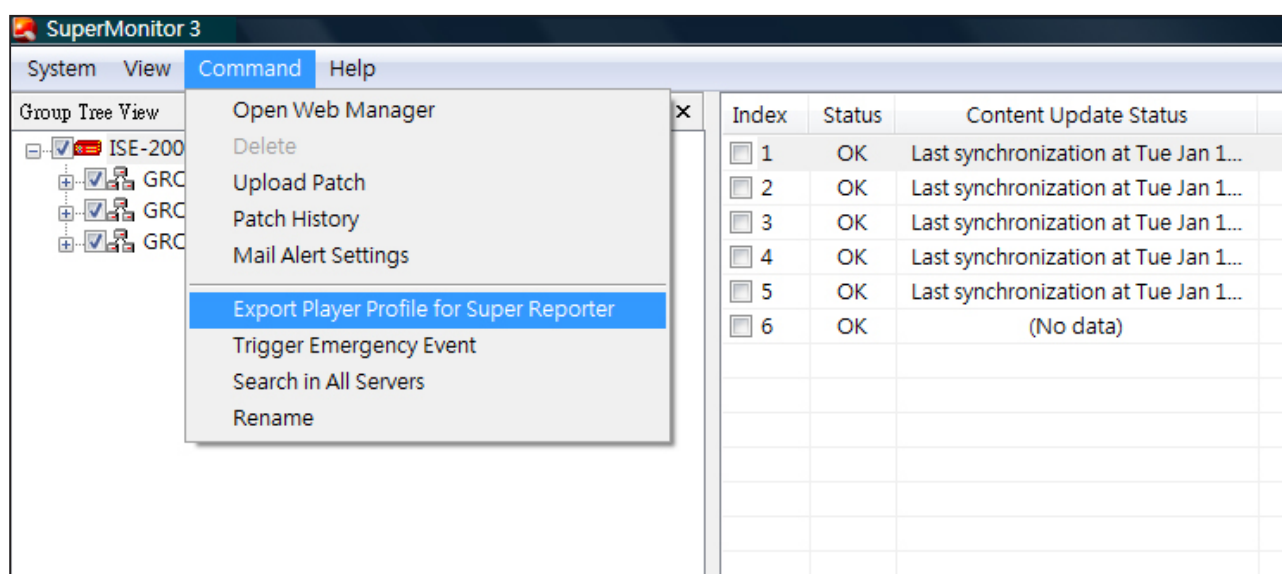 SuperMonitor 3
System View Command Help
Group Tree View
ISE-200
GRC
GRC
GRC
Open Web Manager
Delete
Upload Patch
Patch History
Mail Alert Settings
Export Player Profile for Super Reporter
Trigger Emergency Event
Search in All Servers
Rename
Index Status Content Update Status
1 OK Last synchronization at Tue Jan 1...
2 OK Last synchronization at Tue Jan 1...
3 OK Last synchronization at Tue Jan 1...
4 OK Last synchronization at Tue Jan 1...
5 OK Last synchronization at Tue Jan 1...
6 OK (No data)